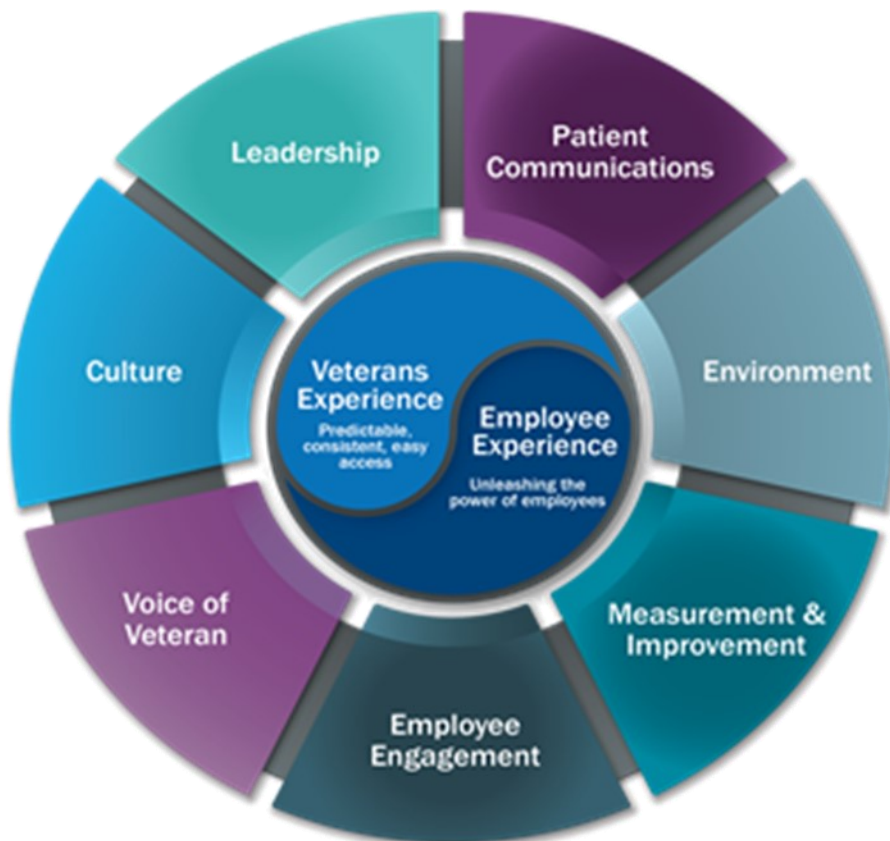 Leadership
Patient
Communications
Culture
Veterans
Experience
Predictable,
consistent, easy
access
Employee
Experience
Unleashing the
power of employees
Environment
Voice of
Veteran
Measurement &
Improvement
Employee
Engagement